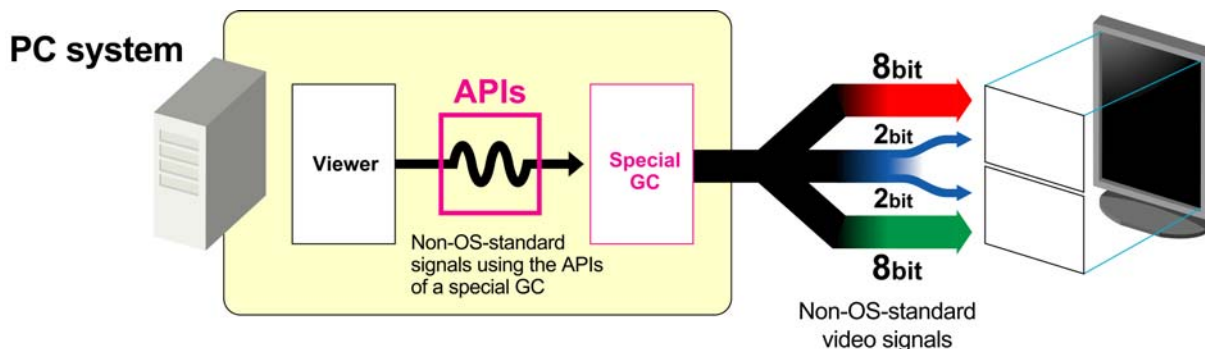 PC system
APIs
Viewer
Special
GC
Non-OS-standard
signals using the APIs
of a special GC
8bit
2bit
2bit
8bit
Non-OS-standard
video signals